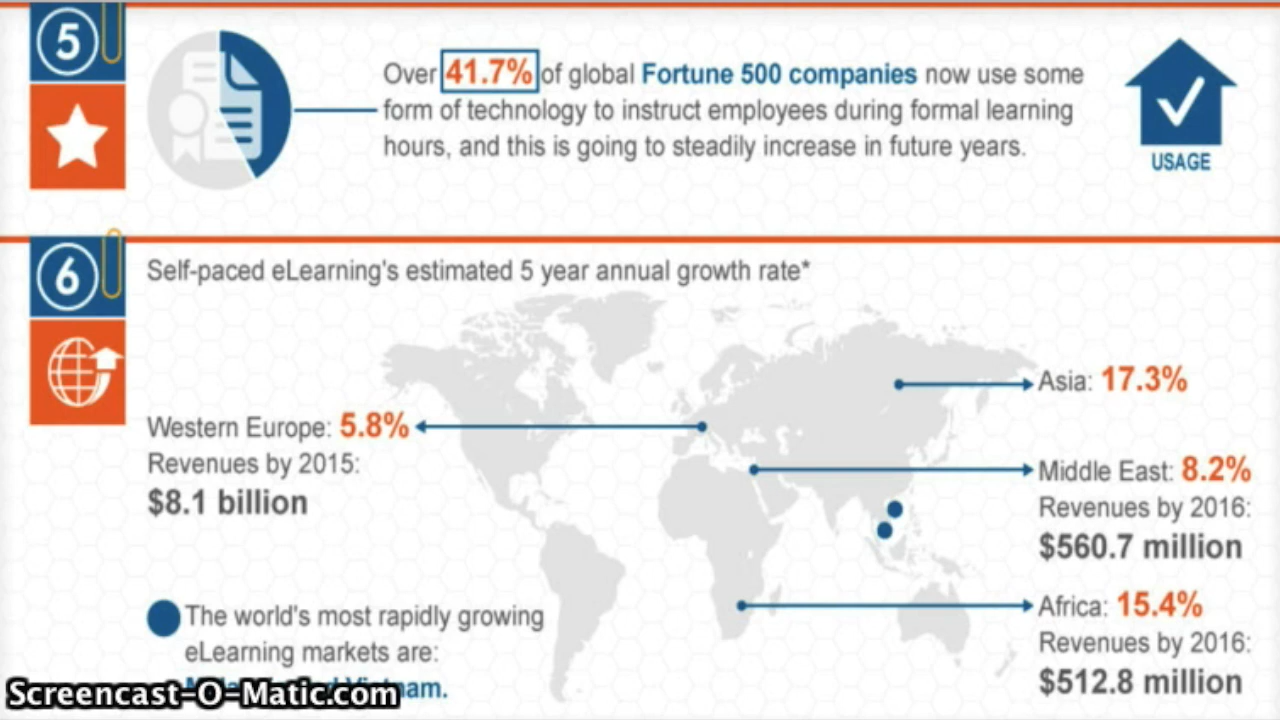 5
Over 41.7% of global Fortune 500 companies now use some
form of technology to instruct employees during formal learning
hours, and this is going to steadily increase in future years.
USAGE
6
Self-paced eLearning's estimated 5 year annual growth rate*
Asia: 17.3%
Western Europe: 5.8%
Revenues by 2015:
$8.1 billion
Middle East: 8.2%
Revenues by 2016:
$560.7 million
Africa: 15.4%
Revenues by 2016:
$512.8 million
The world's most rapidly growing
eLearning markets are:
Screencast-O-Matic.com